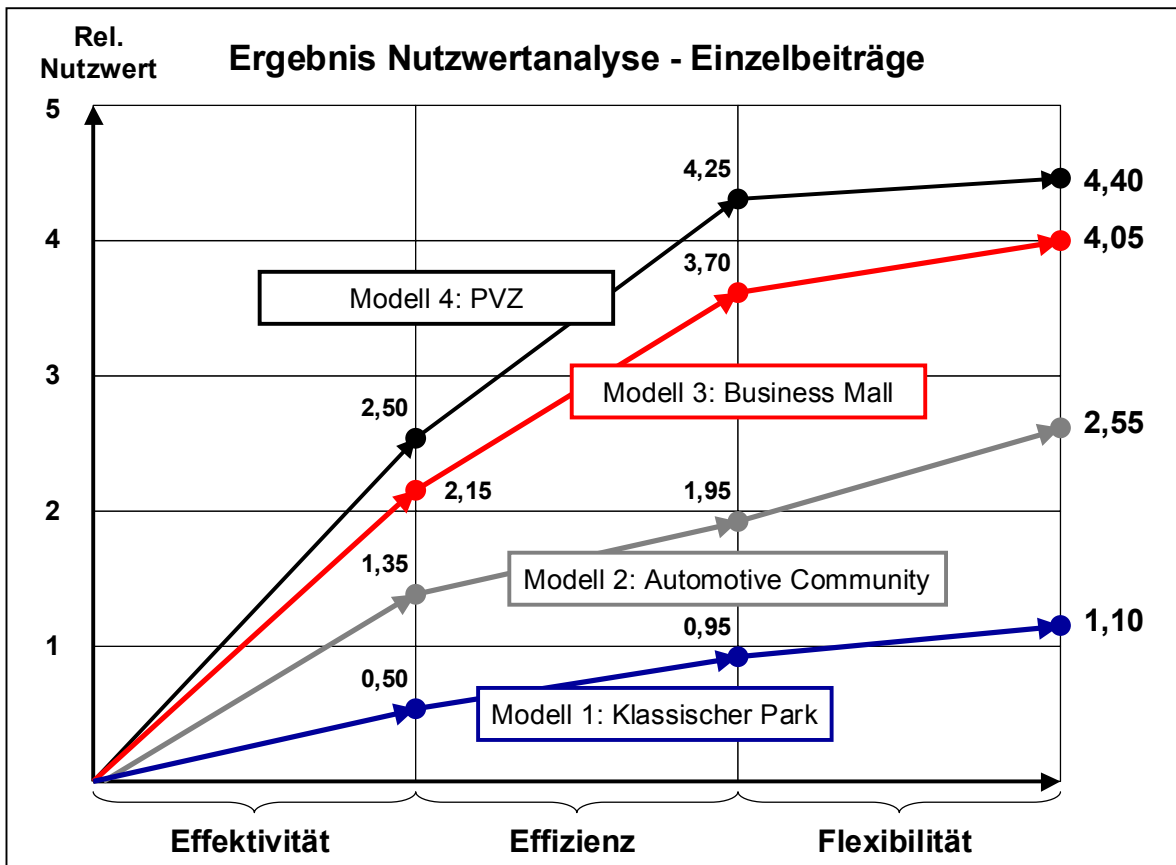 Rel.
Nutzwert
Ergebnis Nutzwertanalyse - Einzelbeiträge
5
4,25
4,40
4
4,05
3,70
Modell 4: PVZ
3
Modell 3: Business Mall
2,50
2,55
2,15
2
1,95
1,35
Modell 2: Automotive Community
1
0,95
1,10
0,50
Modell 1: Klassischer Park
Effektivität
Effizienz
Flexibilität